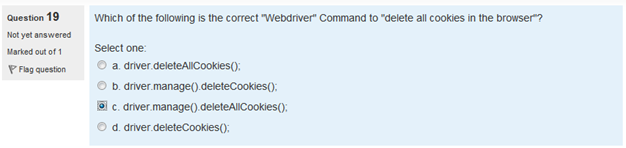 Question 19
Not yet answered
Marked out of 1
Flag question
Which of the following is the correct "Webdriver" Command to "delete all cookies in the browser"?
Select one:
a. driver.deleteAllCookies();
b. driver.manage().deleteCookies();
c. driver.manage().deleteAllCookies();
d. driver.deleteCookies();